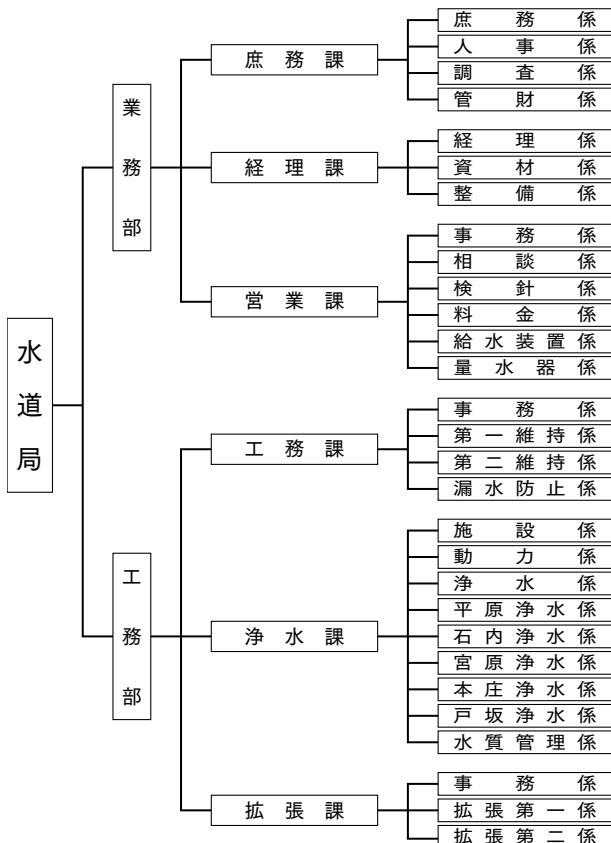 水道局
業務部
庶務課
庶務係
人事係
調査係
管財係
経理課
経理係
資材係
整備係
営業課
事務係
相談係
検針係
料金係
給水装置係
量水器係
工務部
工務課
事務係
第一維持係
第二維持係
漏水防止係
浄水課
施設係
動力係
浄水係
平原浄水係
石内浄水係
宮原浄水係
本庄浄水係
戸坂浄水係
水質管理係
拡張課
事務係
拡張第一係
拡張第二係